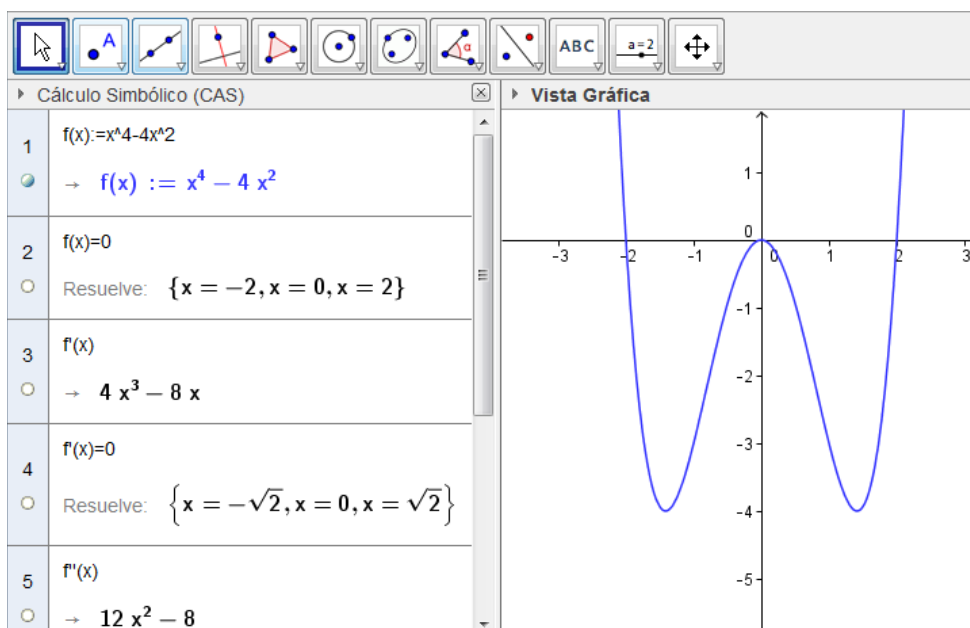 A
α
ABC
a=2
Cálculo Simbólico (CAS)
Vista Gráfica
1
f(x):=x^4-4x^2
→ f(x) := x⁴ − 4 x²
2
f(x)=0
Resuelve: {x = −2, x = 0, x = 2}
3
f'(x)
→ 4 x³ − 8 x
4
f'(x)=0
Resuelve: {x = −√2, x = 0, x = √2}
5
f''(x)
→ 12 x² − 8
1
0
-3 -2 -1 0 1 2 3
-1
-2
-3
-4
-5